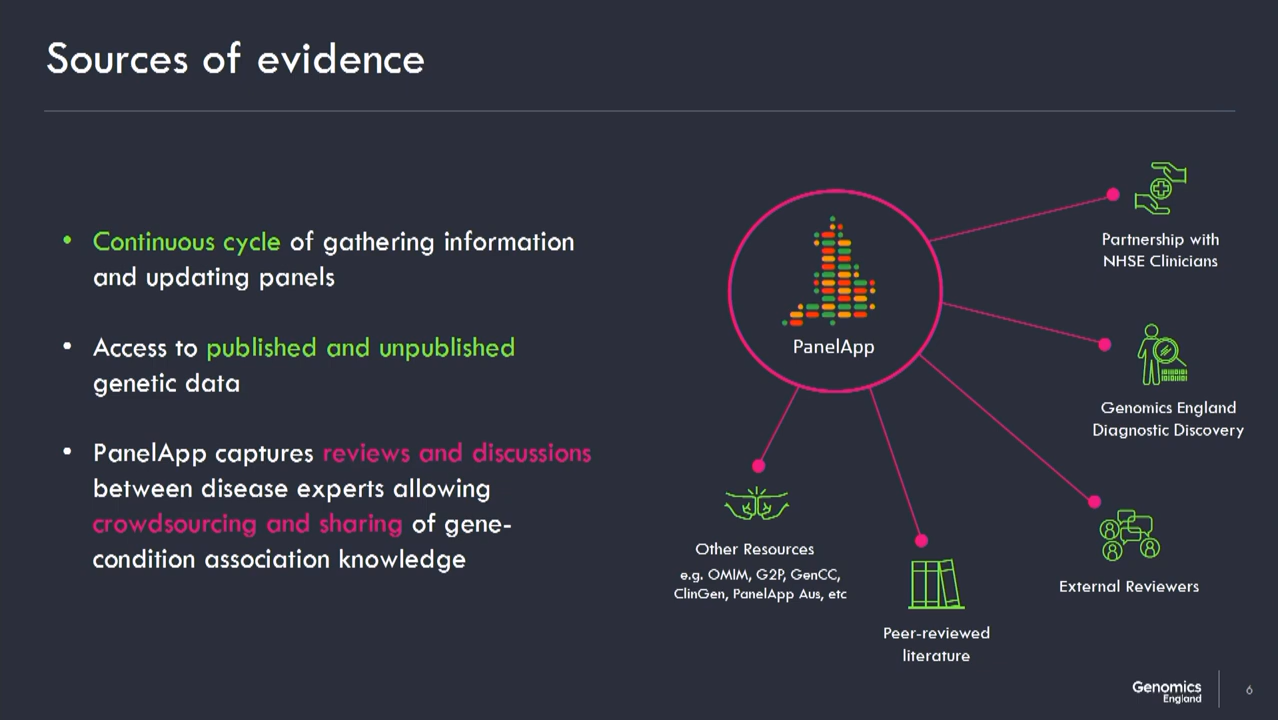 Sources of evidence
• Continuous cycle of gathering information
and updating panels
• Access to published and unpublished
genetic data
• PanelApp captures reviews and discussions
between disease experts allowing
crowdsourcing and sharing of gene-
condition association knowledge
PanelApp
Partnership with
NHSE Clinicians
Genomics England
Diagnostic Discovery
External Reviewers
Peer-reviewed
literature
Other Resources
e.g. OMIM, G2P, GenCC,
ClinGen, PanelApp Aus, etc
Genomics
England
6